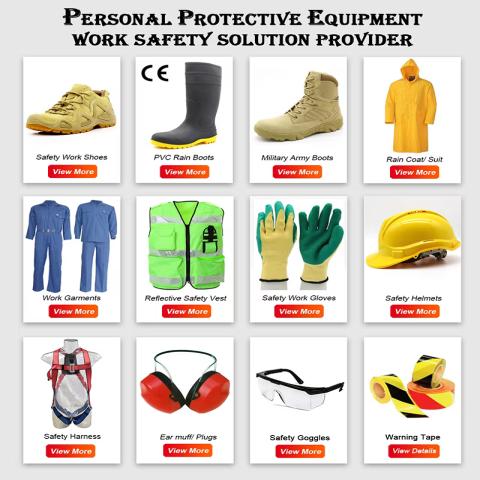 Personal Protective Equipment
work safety solution provider
CE
Safety Work Shoes
View More
PVC Rain Boots
View More
Military Army Boots
View More
Rain Coat/ Suit
View More
Work Garments
View More
Reflective Safety Vest
View More
Safety Work Gloves
View More
Safety Helmets
View More
Safety Harness
View More
Ear muff/ Plugs
View More
Safety Goggles
View More
Warning Tape
View Details